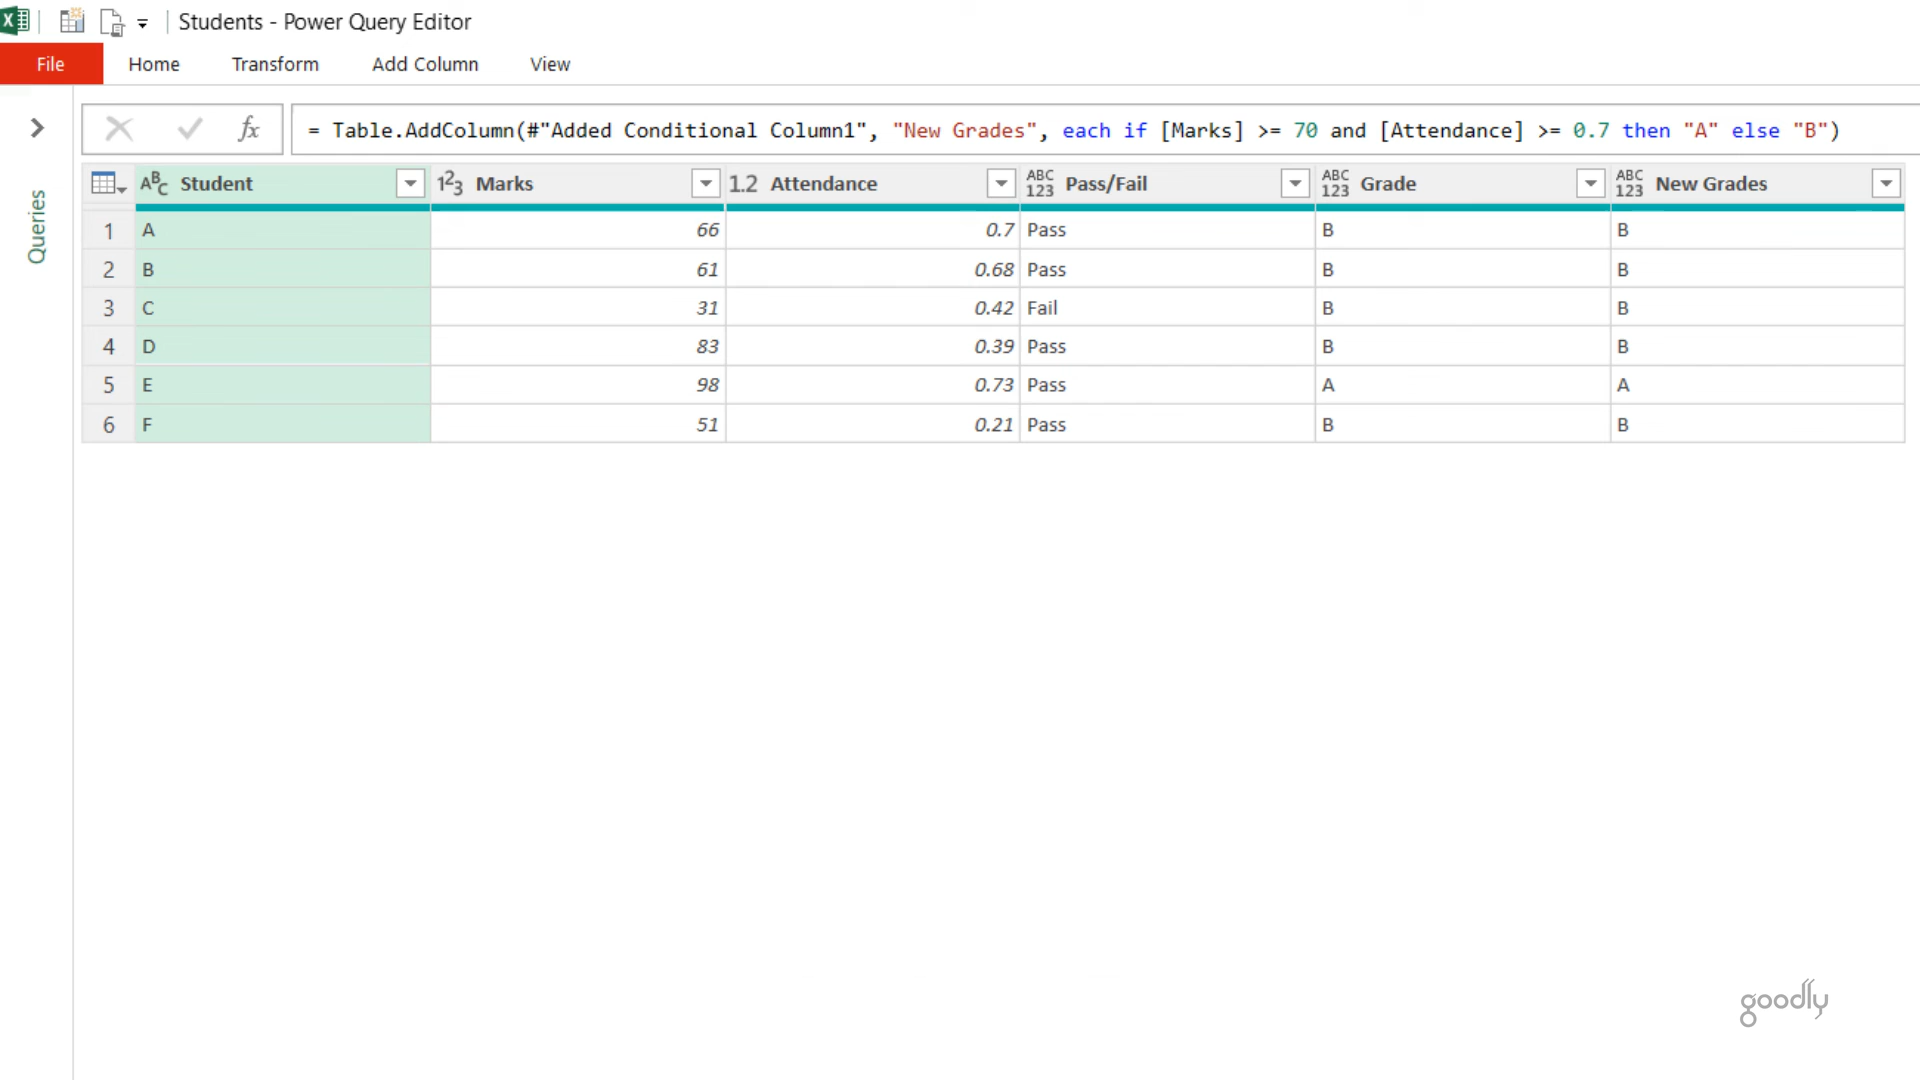 Students - Power Query Editor
File Home Transform Add Column View
fx = Table.AddColumn(#"Added Conditional Column1", "New Grades", each if [Marks] >= 70 and [Attendance] >= 0.7 then "A" else "B")
Queries
ABC Student 123 Marks 1.2 Attendance ABC 123 Pass/Fail ABC 123 Grade ABC 123 New Grades
1 A 66 0.7 Pass B B
2 B 61 0.68 Pass B B
3 C 31 0.42 Fail B B
4 D 83 0.39 Pass B B
5 E 98 0.73 Pass A A
6 F 51 0.21 Pass B B
goodly